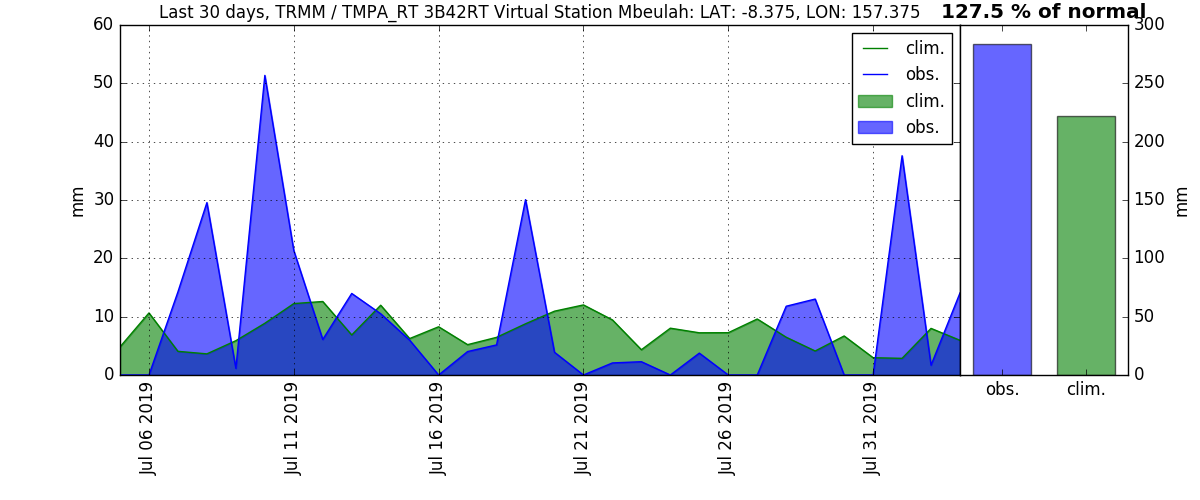 Last 30 days, TRMM / TMPA_RT 3B42RT Virtual Station Mbeulah: LAT: -8.375, LON: 157.375
127.5 % of normal
60
50
40
30
20
10
0
mm
clim.
obs.
clim.
obs.
Jul 06 2019
Jul 11 2019
Jul 16 2019
Jul 21 2019
Jul 26 2019
Jul 31 2019
300
250
200
150
100
50
0
mm
obs.
clim.